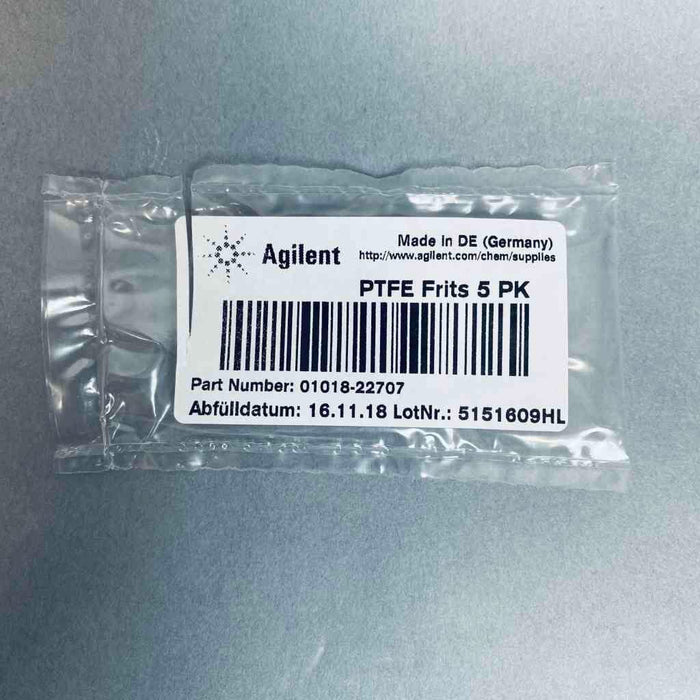 Agilent
Made in DE (Germany)
http://www.agilent.com/chem/supplies
PTFE Frits 5 PK
Part Number: 01018-22707
Abfülldatum: 16.11.18 LotNr.: 5151609HL